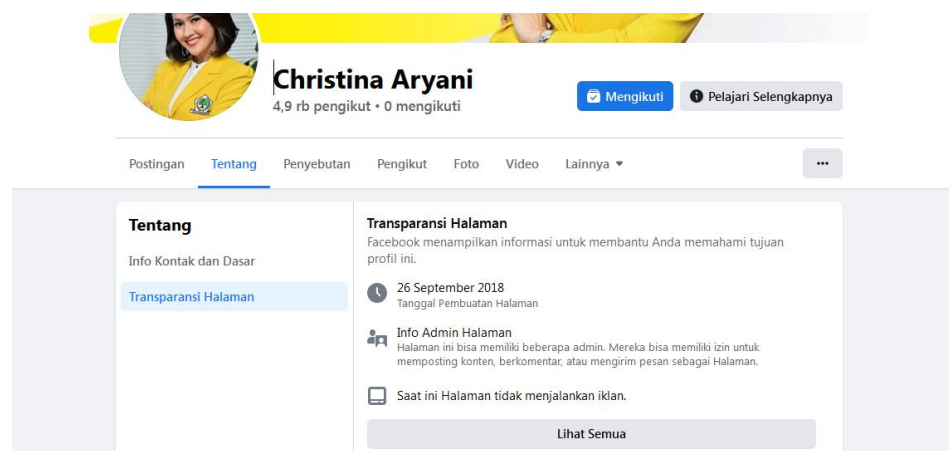 Christina Aryani
4,9 rb pengikut • 0 mengikuti
Mengikuti
Pelajari Selengkapnya
Postingan
Tentang
Penyebutan
Pengikut
Foto
Video
Lainnya
Tentang
Info Kontak dan Dasar
Transparansi Halaman
Transparansi Halaman
Facebook menampilkan informasi untuk membantu Anda memahami tujuan
profil ini.
26 September 2018
Tanggal Pembuatan Halaman
Info Admin Halaman
Halaman ini bisa memiliki beberapa admin. Mereka bisa memiliki izin untuk
memposting konten, berkomentar, atau mengirim pesan sebagai Halaman.
Saat ini Halaman tidak menjalankan iklan.
Lihat Semua